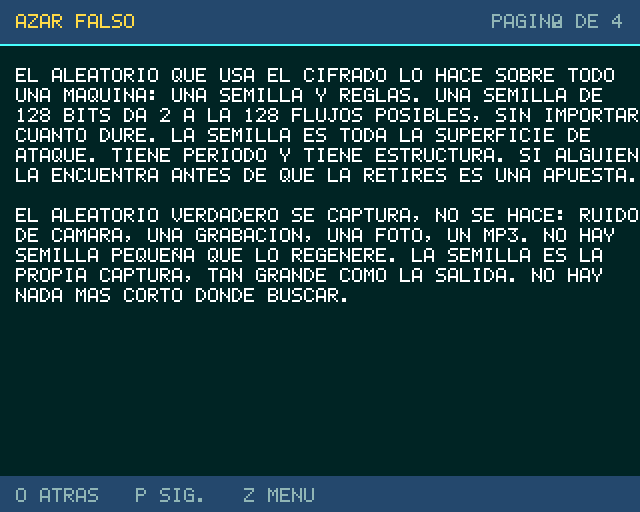 AZAR FALSO
PAGIN DE 4
EL ALEATORIO QUE USA EL CIFRADO LO HACE SOBRE TODO
UNA MAQUINA: UNA SEMILLA Y REGLAS. UNA SEMILLA DE
128 BITS DA 2 A LA 128 FLUJOS POSIBLES, SIN IMPORTAR
CUANTO DURE. LA SEMILLA ES TODA LA SUPERFICIE DE
ATAQUE. TIENE PERIODO Y TIENE ESTRUCTURA. SI ALGUIEN
LA ENCUENTRA ANTES DE QUE LA RETIRES ES UNA APUESTA.
EL ALEATORIO VERDADERO SE CAPTURA, NO SE HACE: RUIDO
DE CAMARA, UNA GRABACION, UNA FOTO, UN MP3. NO HAY
SEMILLA PEQUEÑA QUE LO REGENERE. LA SEMILLA ES LA
PROPIA CAPTURA, TAN GRANDE COMO LA SALIDA. NO HAY
NADA MAS CORTO DONDE BUSCAR.
O ATRAS P SIG. Z MENU